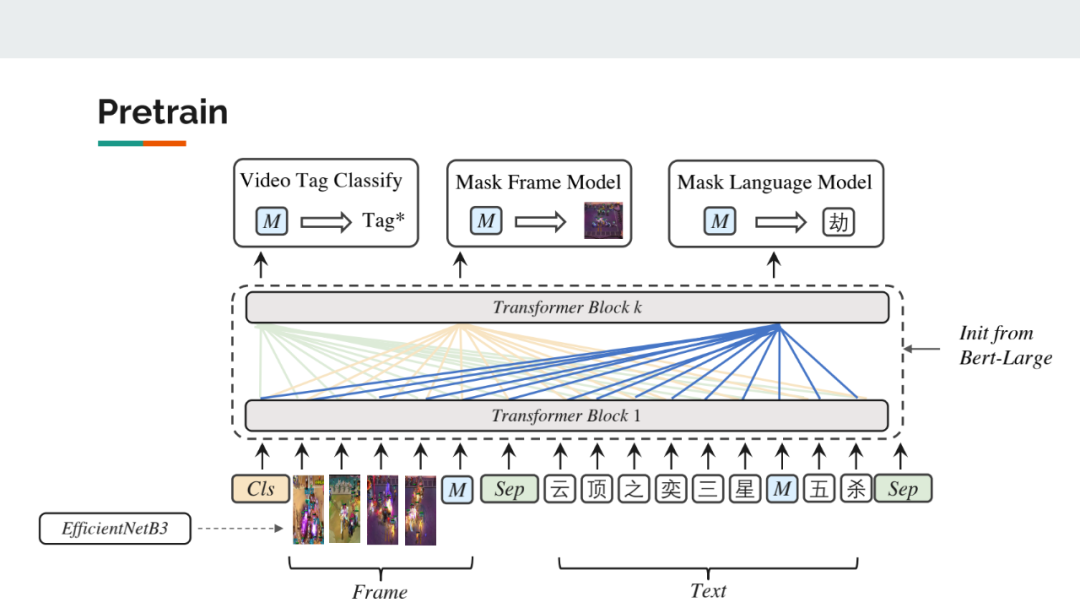 Pretrain
Video Tag Classify
M Tag*
Mask Frame Model
M
Mask Language Model
M 劫
Transformer Block k
Init from
Bert-Large
Transformer Block 1
Cls M Sep 云 顶 之 奕 三 星 M 五 杀 Sep
EfficientNetB3
Frame
Text